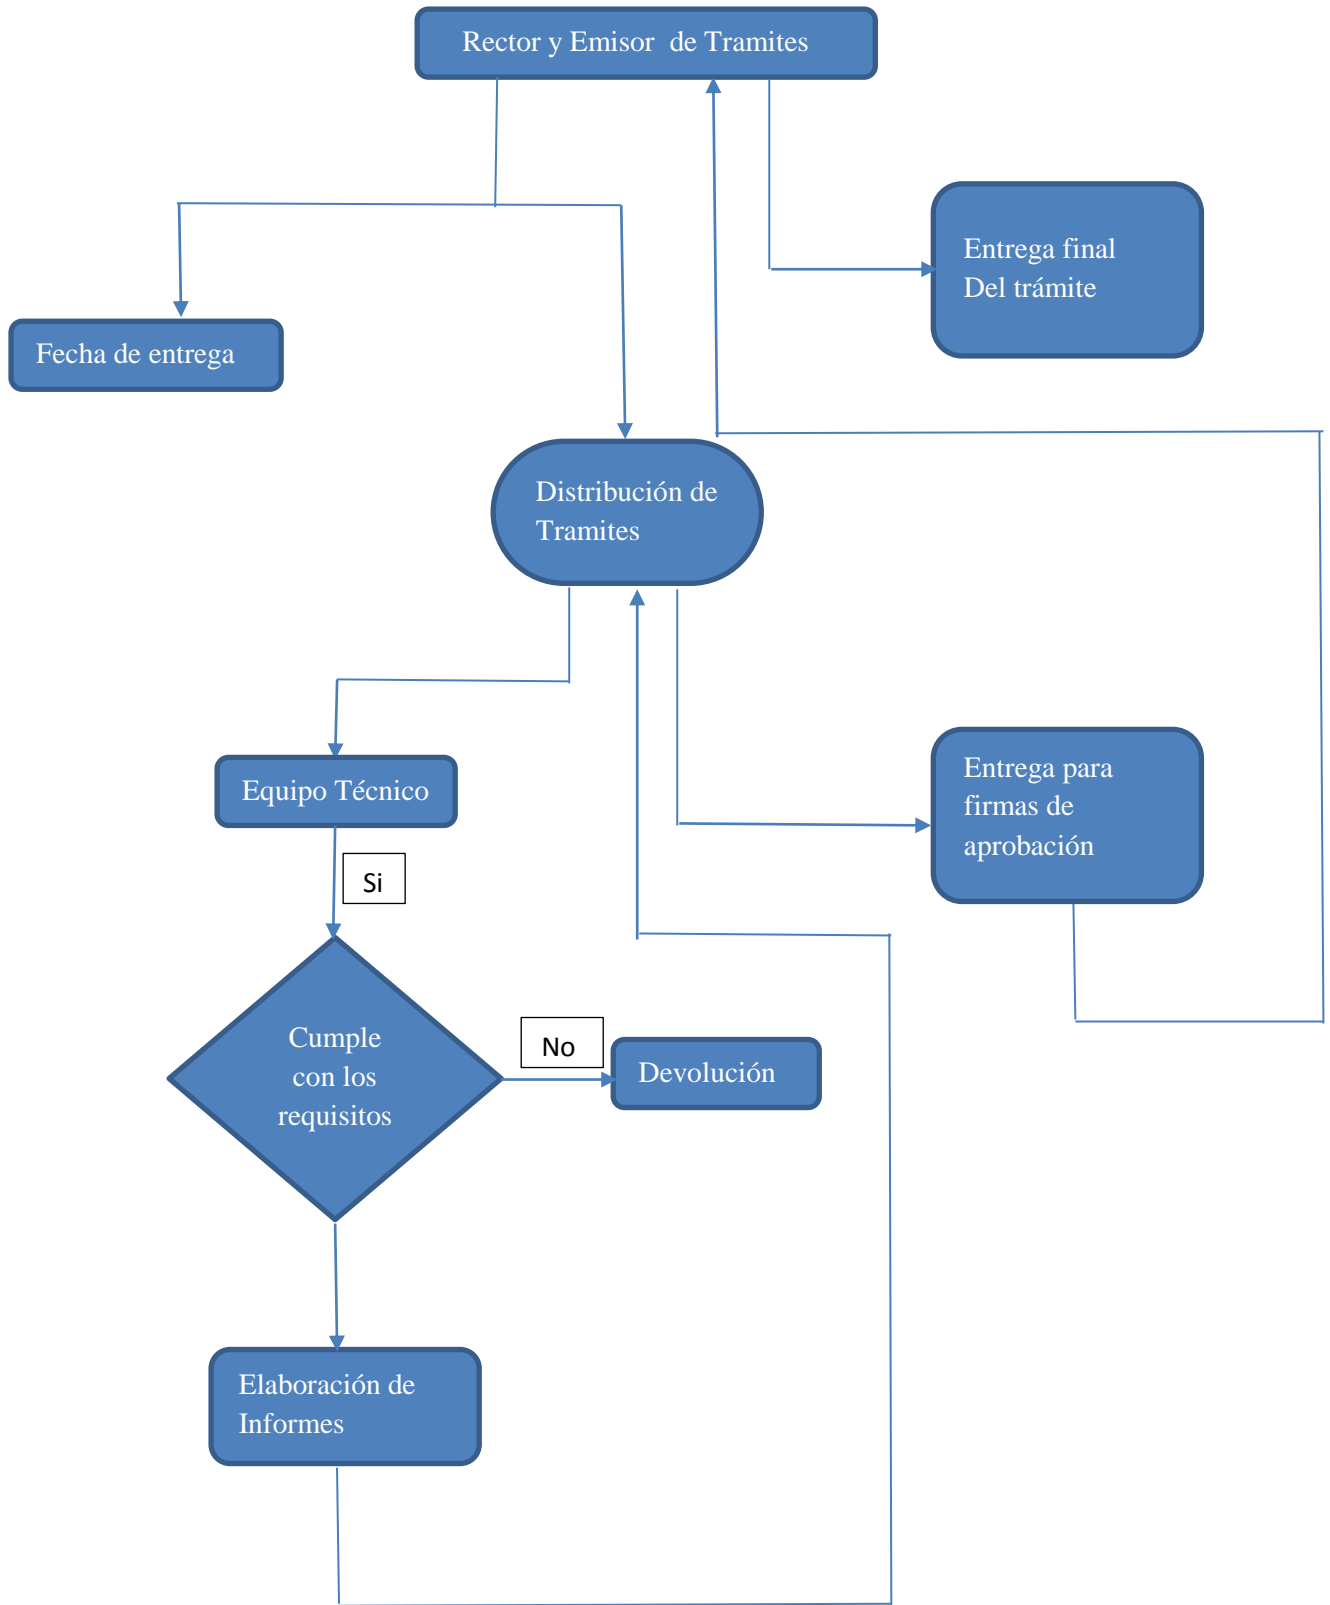 Rector y Emisor  de Tramites
Entrega final
Del trámite
Fecha de entrega
Distribución de
Tramites
Equipo Técnico
Entrega para
firmas de
aprobación
Si
Cumple
con los
requisitos
No
Devolución
Elaboración de
Informes